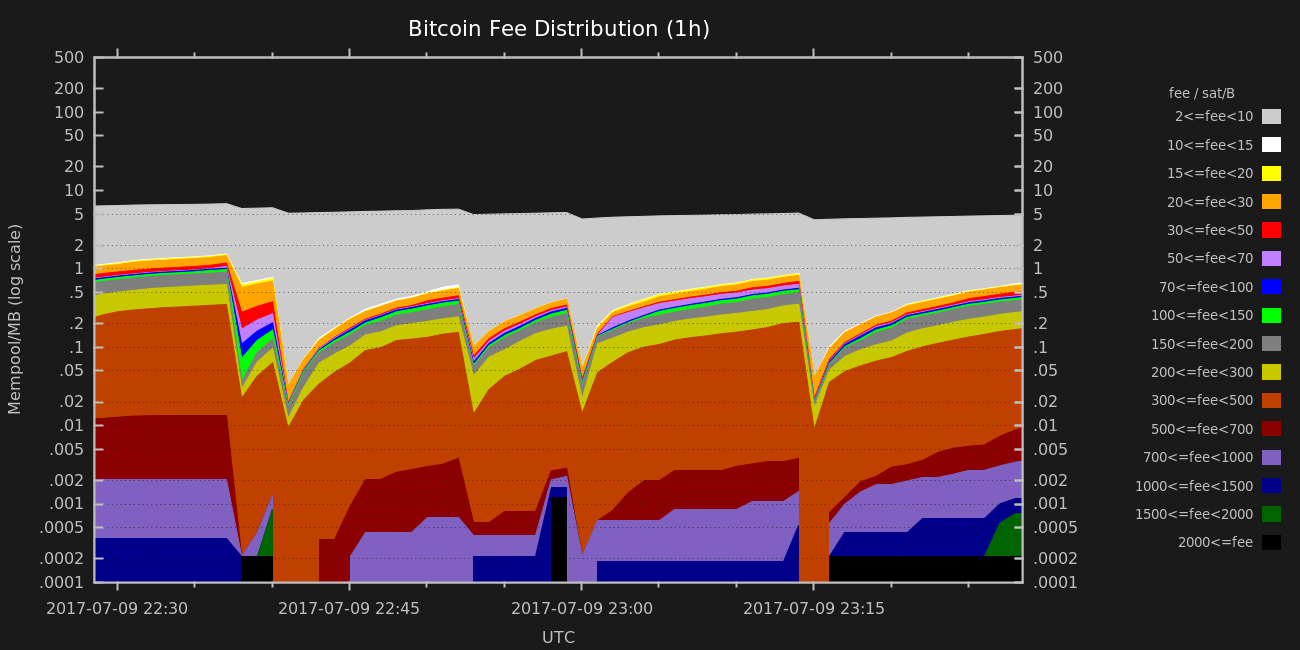 Bitcoin Fee Distribution (1h)
Mempool/MB (log scale)
500
200
100
50
20
10
5
2
1
.5
.2
.1
.05
.02
.01
.005
.002
.001
.0005
.0002
.0001
500
200
100
50
20
10
5
2
1
.5
.2
.1
.05
.02
.01
.005
.002
.001
.0005
.0002
.0001
2017-07-09 22:30
2017-07-09 22:45
2017-07-09 23:00
2017-07-09 23:15
UTC
fee / sat/B
2<=fee<10
10<=fee<15
15<=fee<20
20<=fee<30
30<=fee<50
50<=fee<70
70<=fee<100
100<=fee<150
150<=fee<200
200<=fee<300
300<=fee<500
500<=fee<700
700<=fee<1000
1000<=fee<1500
1500<=fee<2000
2000<=fee